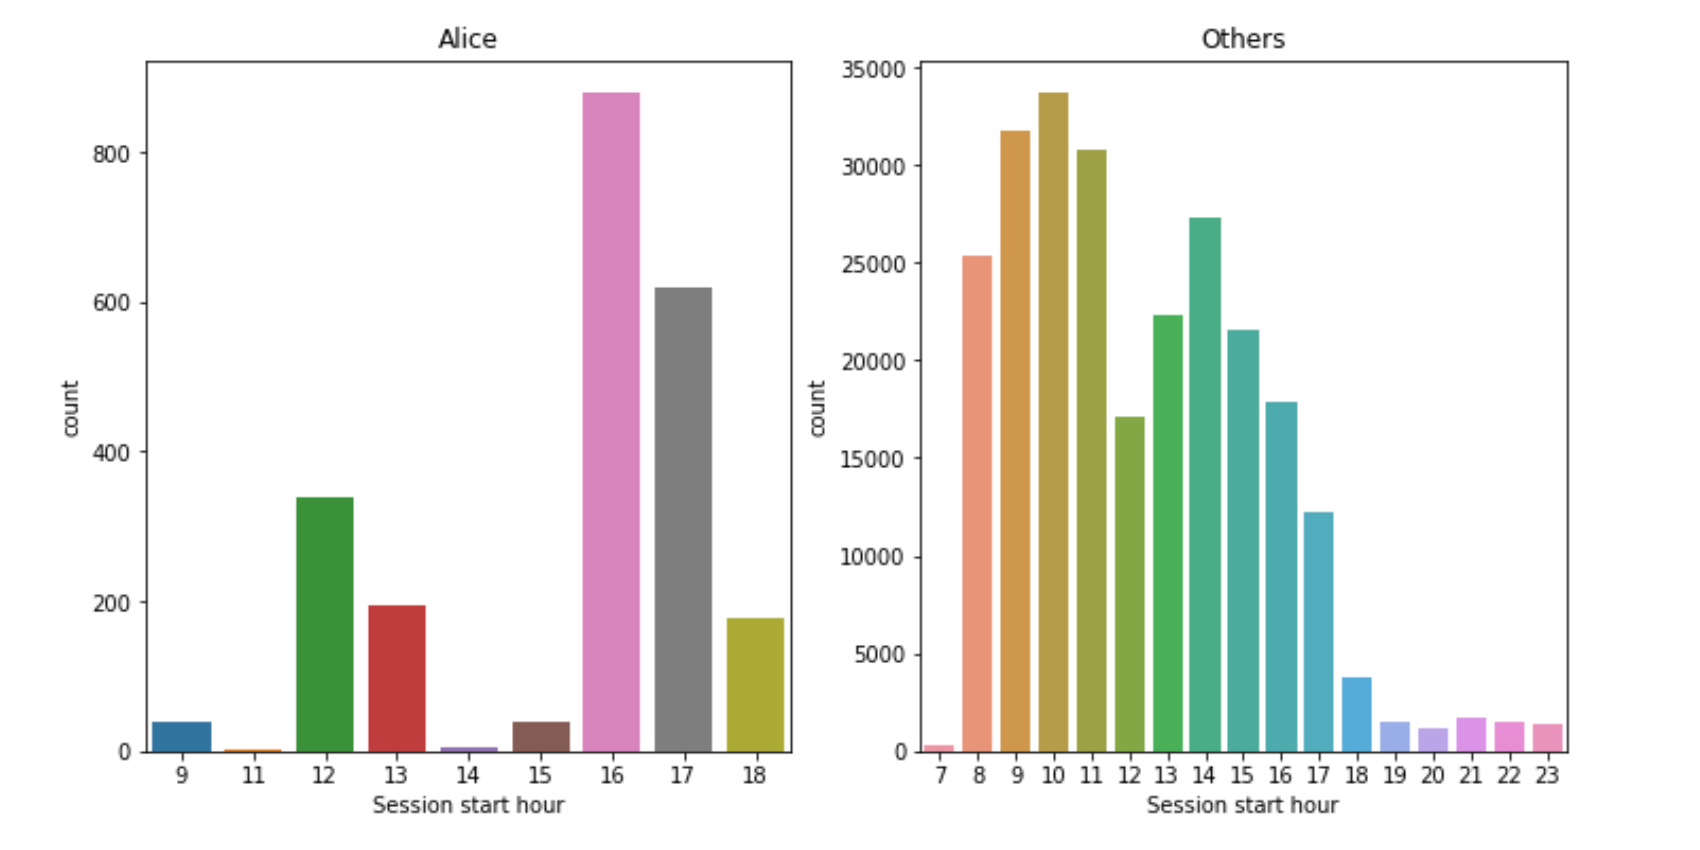 Alice
800
600
400
200
0
count
9 11 12 13 14 15 16 17 18
Session start hour
Others
35000
30000
25000
20000
15000
10000
5000
0
count
7 8 9 10 11 12 13 14 15 16 17 18 19 20 21 22 23
Session start hour